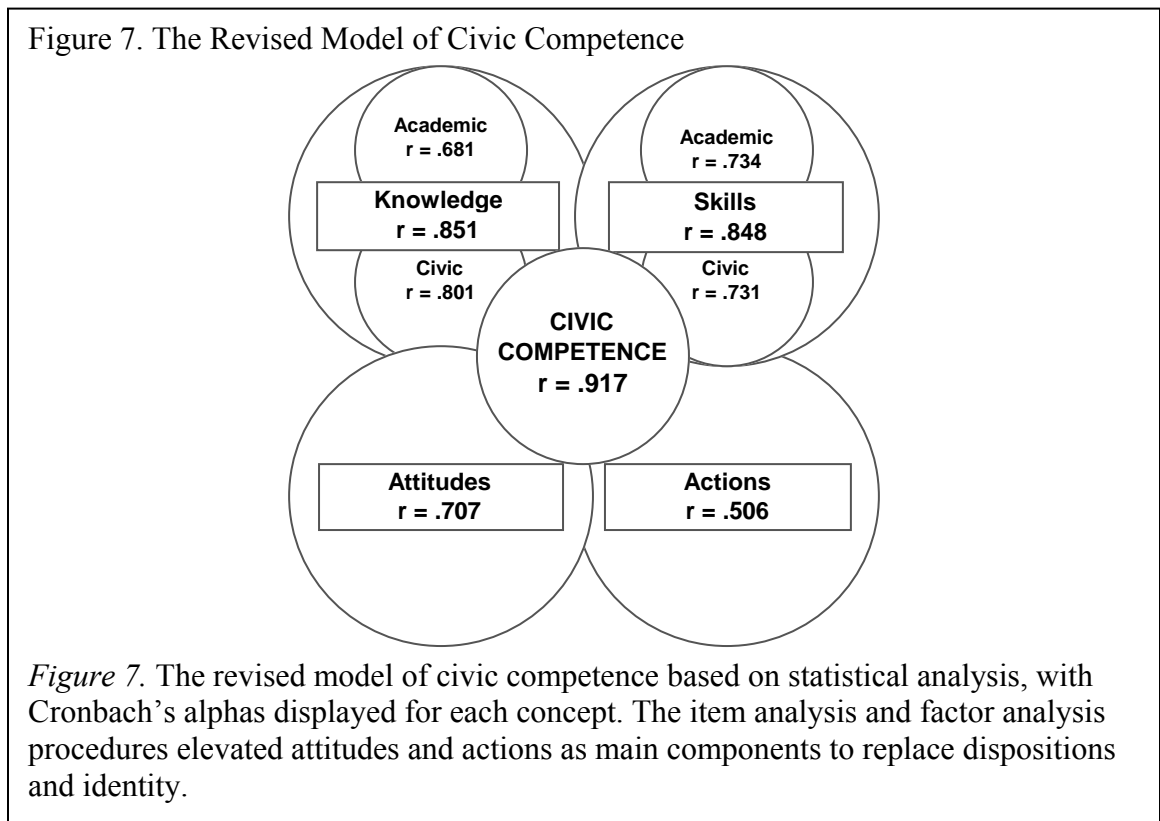 Figure 7. The Revised Model of Civic Competence
Academic
r = .681
Academic
r = .734
Knowledge
r = .851
Skills
r = .848
Civic
r = .801
Civic
r = .731
CIVIC
COMPETENCE
r = .917
Attitudes
r = .707
Actions
r = .506
Figure 7. The revised model of civic competence based on statistical analysis, with
Cronbach’s alphas displayed for each concept. The item analysis and factor analysis
procedures elevated attitudes and actions as main components to replace dispositions
and identity.